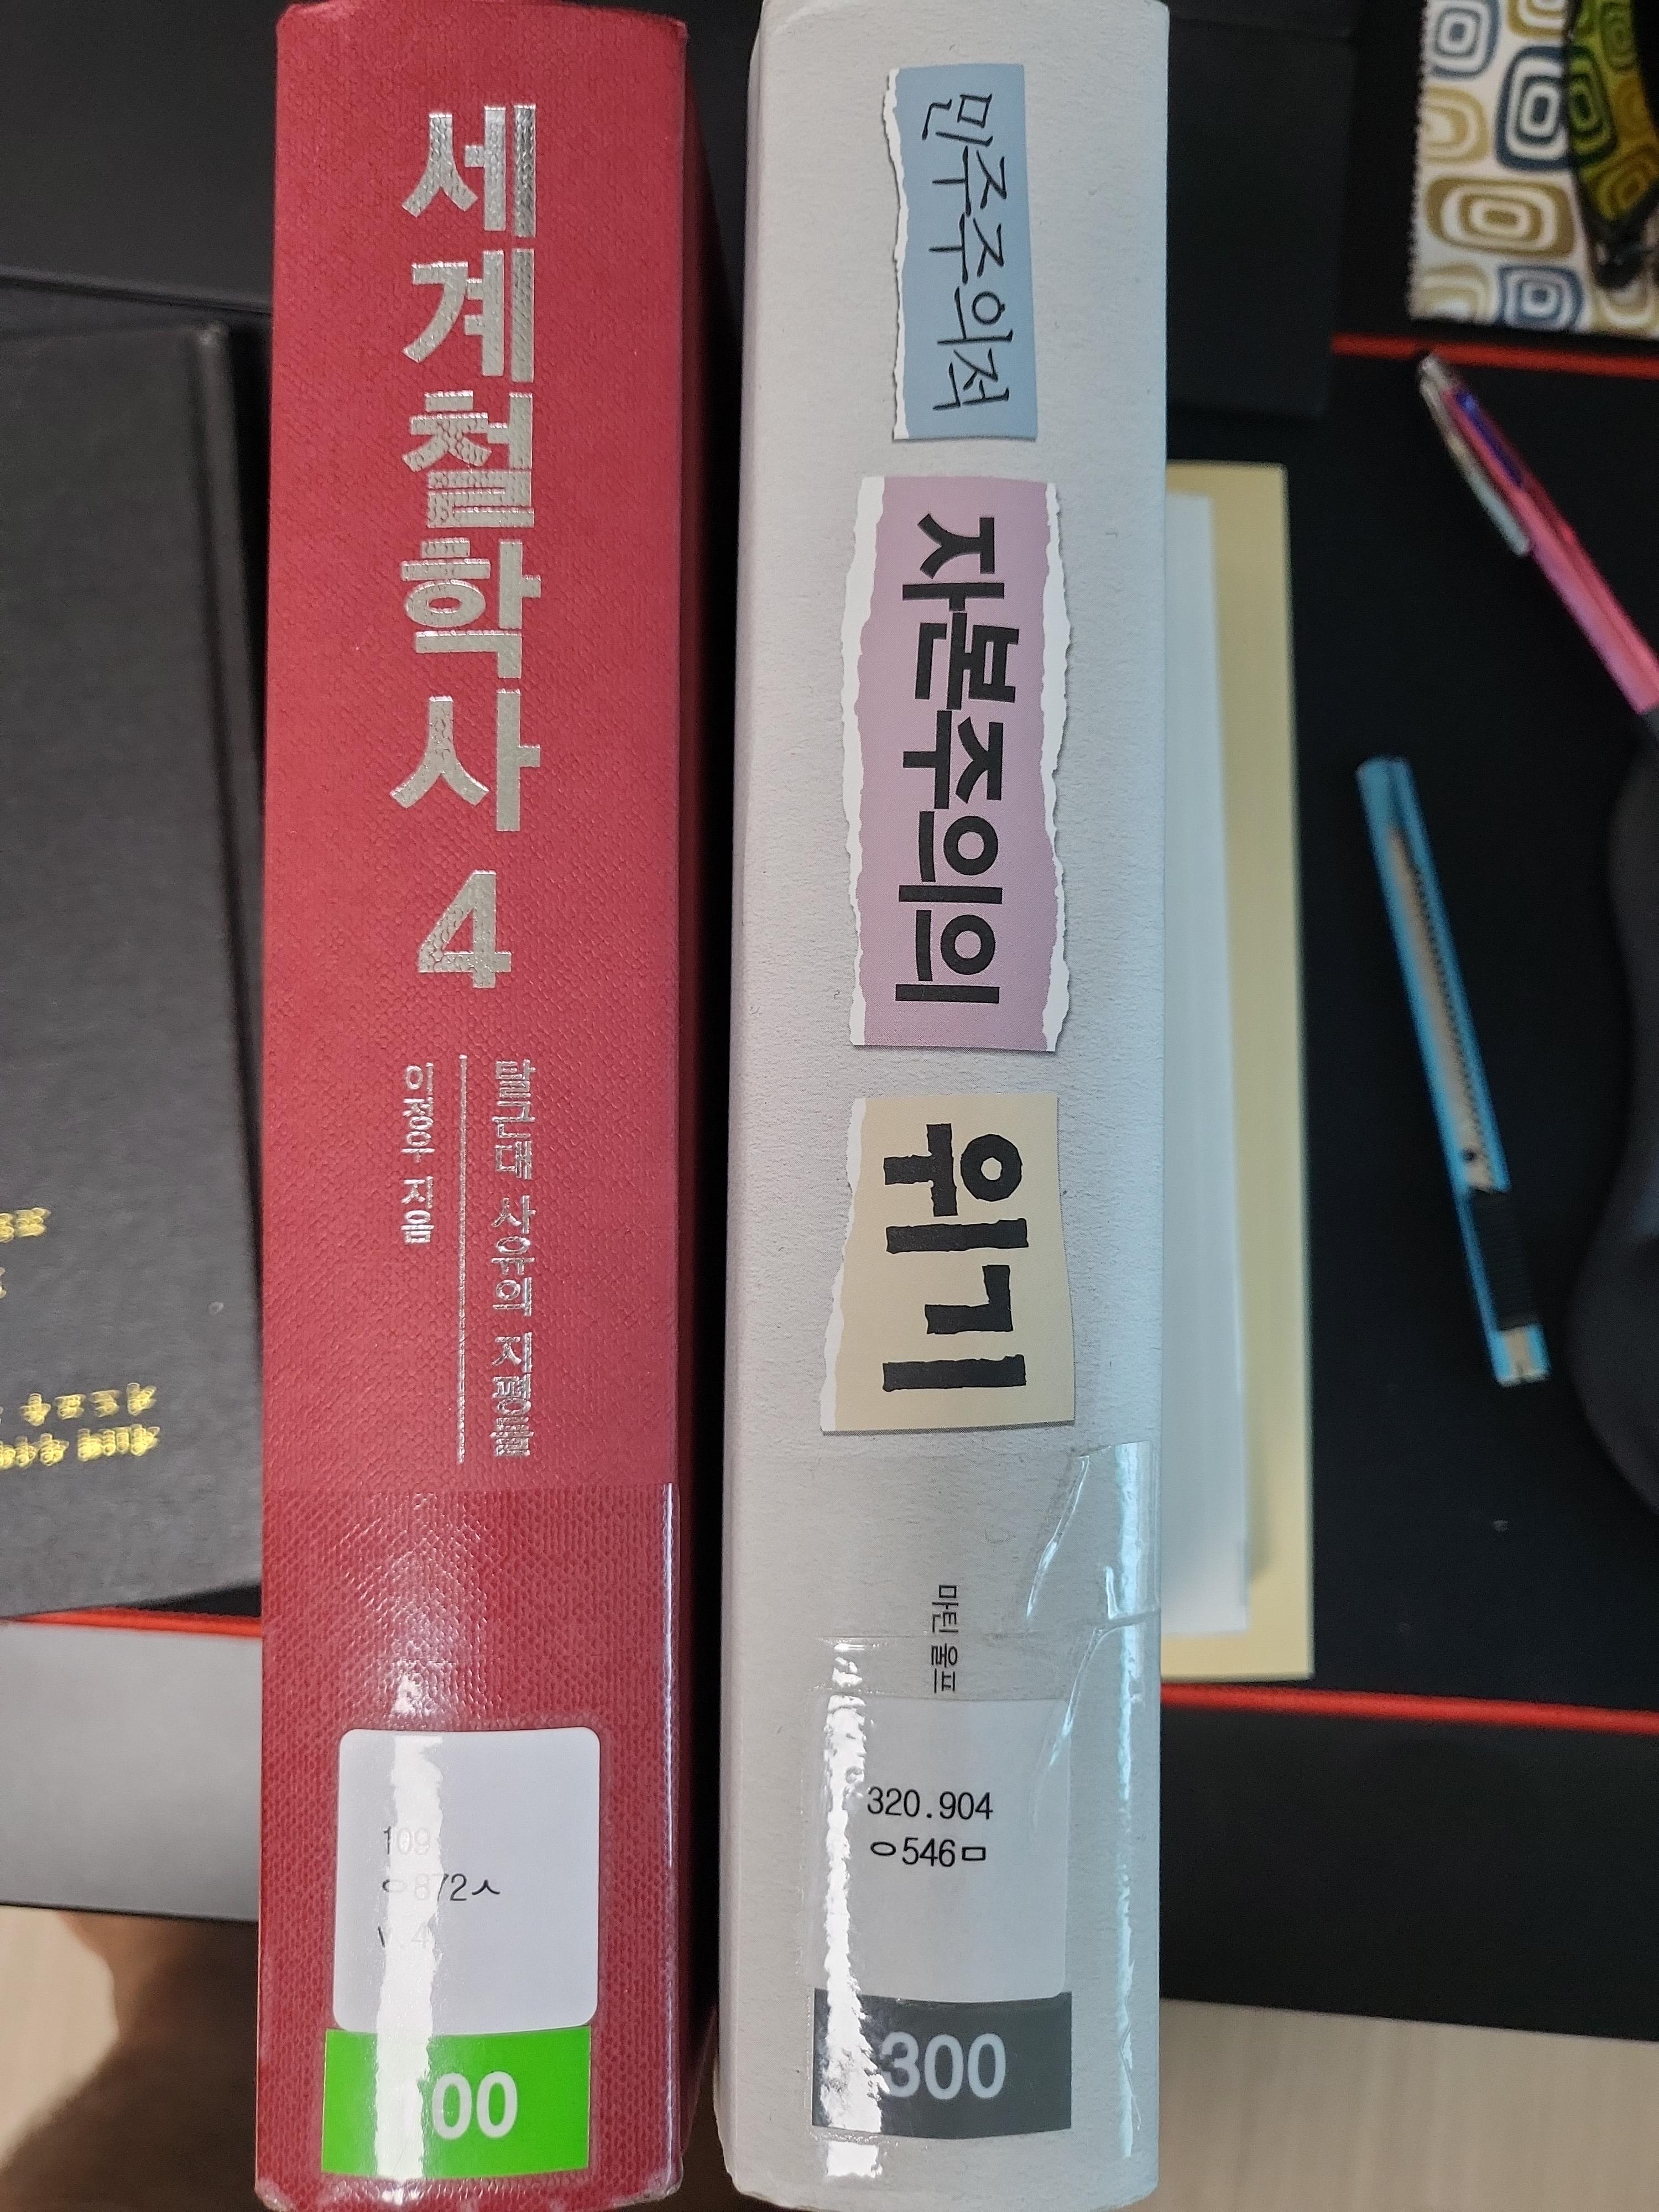 세계철학사 4
탈근대 사유의 지평들
이정우 지음
109
ㅇ872ㅅ
v.4
00
민주주의적
자본주의의
위기
마틴 울프
320.904
ㅇ546ㅁ
300